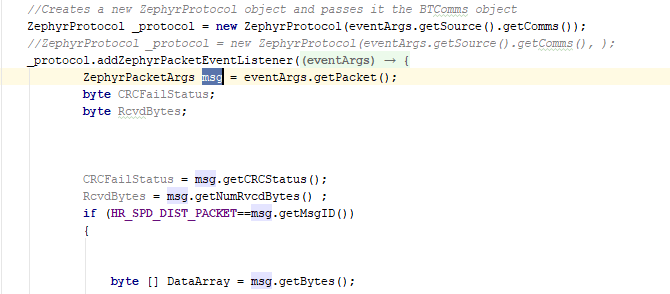 //Creates a new ZephyrProtocol object and passes it the BTComms object
ZephyrProtocol _protocol = new ZephyrProtocol(eventArgs.getSource().getComms());
//ZephyrProtocol _protocol = new ZephyrProtocol(eventArgs.getSource().getComms(), );
_protocol.addZephyrPacketEventListener((eventArgs) → {
ZephyrPacketArgs msg = eventArgs.getPacket();
byte CRCFailStatus;
byte RcvdBytes;
CRCFailStatus = msg.getCRCStatus();
RcvdBytes = msg.getNumRvcdBytes() ;
if (HR_SPD_DIST_PACKET==msg.getMsgID())
{
byte [] DataArray = msg.getBytes();